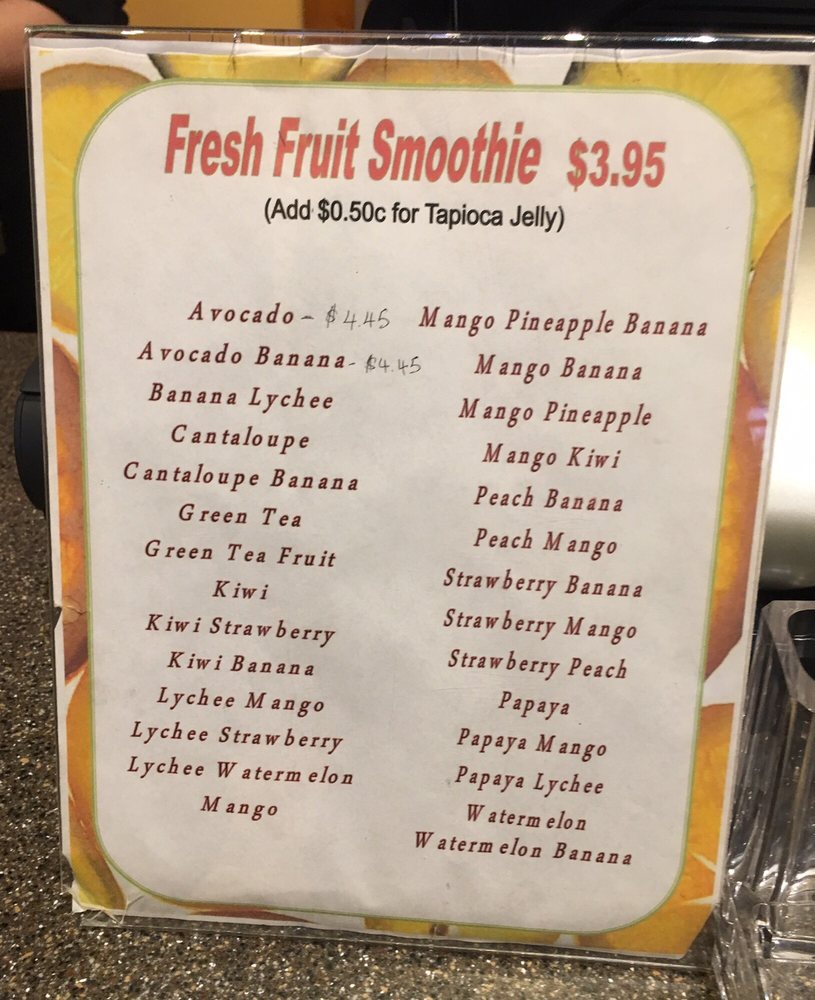 Fresh Fruit Smoothie $3.95
(Add $0.50c for Tapioca Jelly)
Avocado - $4.45
Avocado Banana - $4.45
Banana Lychee
Cantaloupe
Cantaloupe Banana
Green Tea
Green Tea Fruit
Kiwi
Kiwi Strawberry
Kiwi Banana
Lychee Mango
Lychee Strawberry
Lychee Watermelon
Mango
Mango Pineapple Banana
Mango Banana
Mango Pineapple
Mango Kiwi
Peach Banana
Peach Mango
Strawberry Banana
Strawberry Mango
Strawberry Peach
Papaya
Papaya Mango
Papaya Lychee
Watermelon
Watermelon Banana